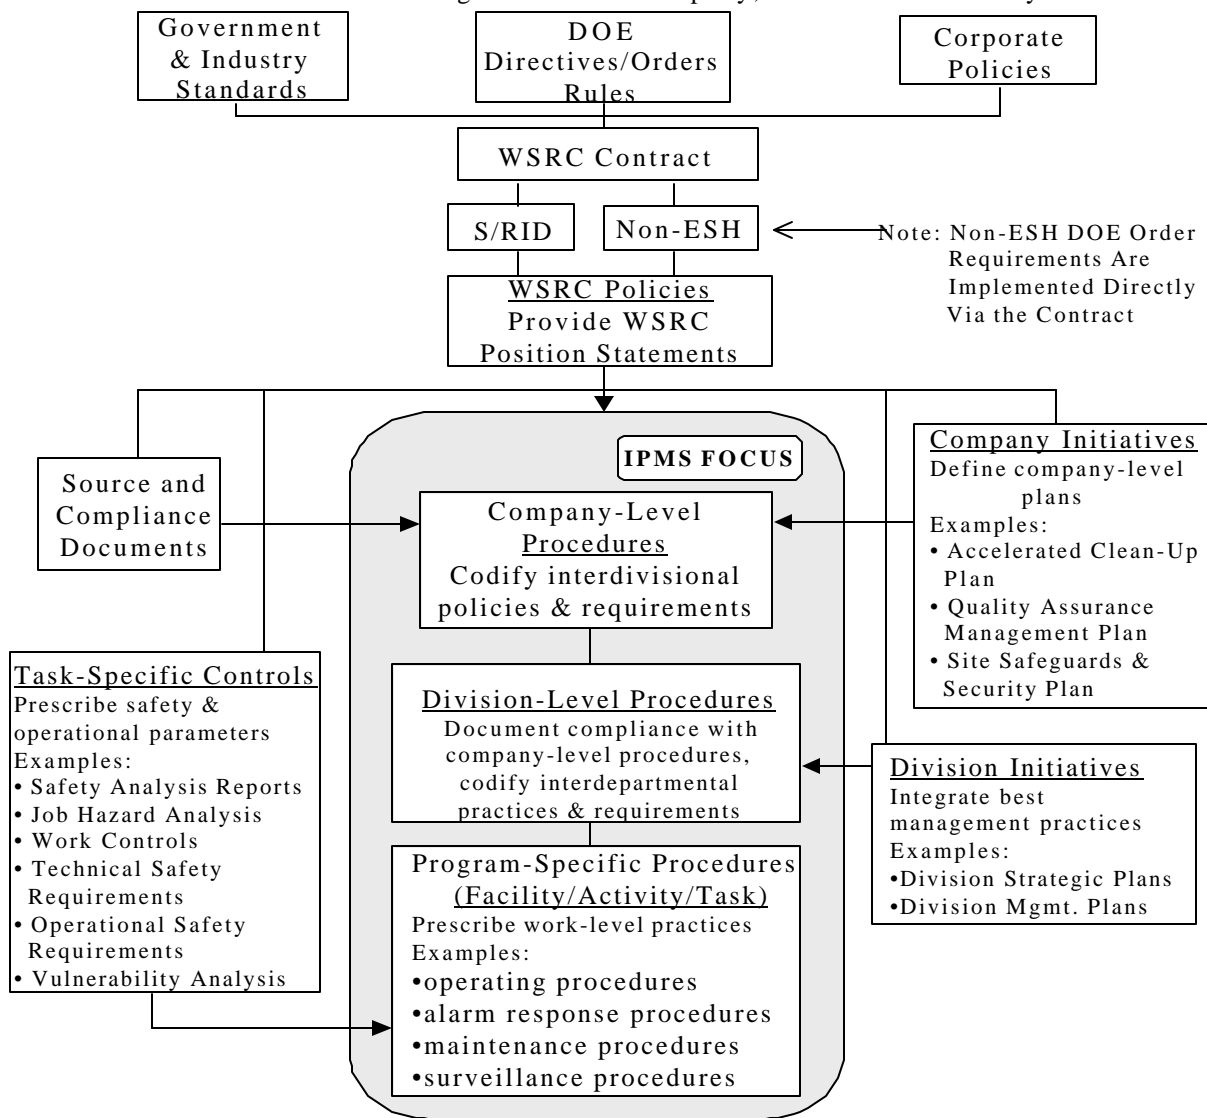 Government
& Industry
Standards
DOE
Directives/Orders
Rules
Corporate
Policies
WSRC Contract
S/RID
Non-ESH
Note: Non-ESH DOE Order
Requirements Are
Implemented Directly
Via the Contract
WSRC Policies
Provide WSRC
Position Statements
IPMS FOCUS
Source and
Compliance
Documents
Company-Level
Procedures
Codify interdivisional
policies & requirements
Company Initiatives
Define company-level
plans
Examples:
• Accelerated Clean-Up
Plan
• Quality Assurance
Management Plan
• Site Safeguards &
Security Plan
Task-Specific Controls
Prescribe safety &
operational parameters
Examples:
• Safety Analysis Reports
• Job Hazard Analysis
• Work Controls
• Technical Safety
Requirements
• Operational Safety
Requirements
• Vulnerability Analysis
Division-Level Procedures
Document compliance with
company-level procedures,
codify interdepartmental
practices & requirements
Division Initiatives
Integrate best
management practices
Examples:
•Division Strategic Plans
•Division Mgmt. Plans
Program-Specific Procedures
(Facility/Activity/Task)
Prescribe work-level practices
Examples:
•operating procedures
•alarm response procedures
•maintenance procedures
•surveillance procedures